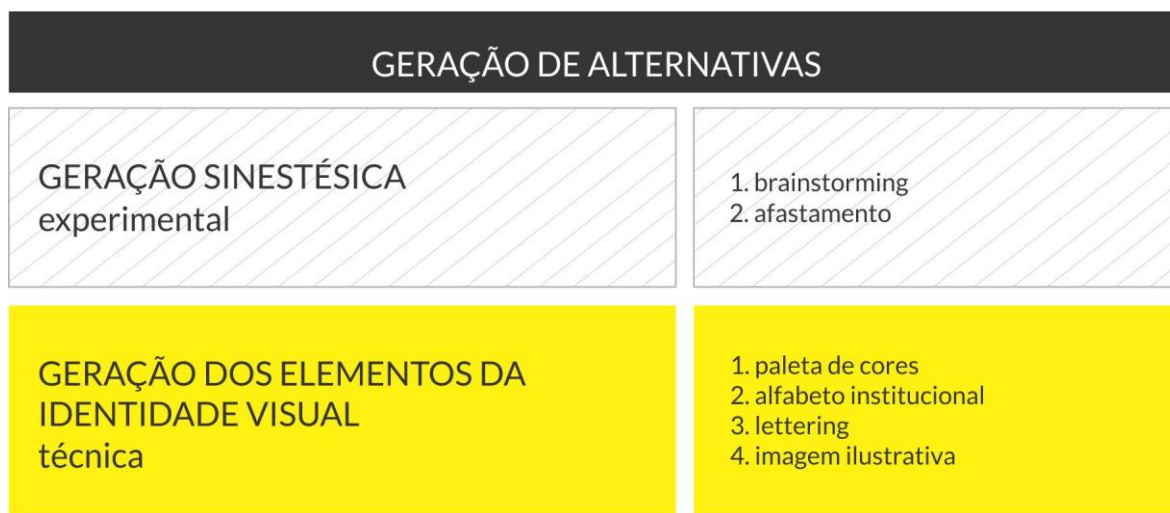 GERAÇÃO DE ALTERNATIVAS
GERAÇÃO SINESTÉSICA
experimental
1. brainstorming
2. afastamento
GERAÇÃO DOS ELEMENTOS DA
IDENTIDADE VISUAL
técnica
1. paleta de cores
2. alfabeto institucional
3. lettering
4. imagem ilustrativa